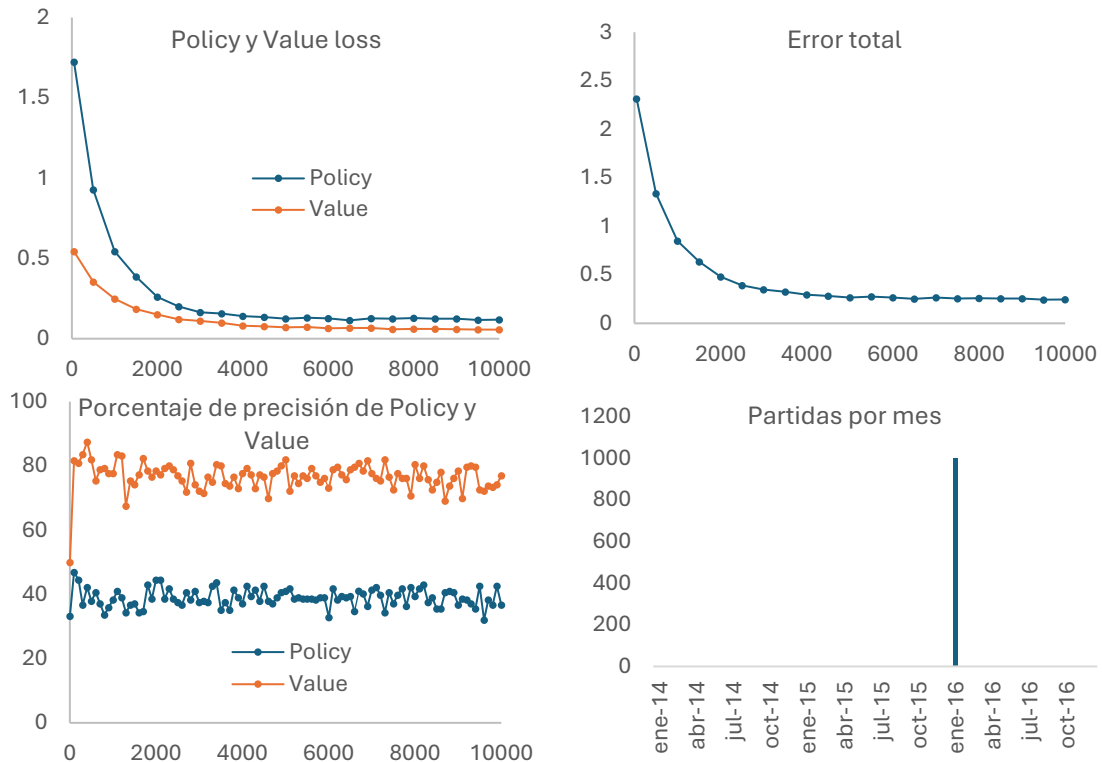 Policy y Value loss
2
1.5
1
0.5
0
Policy
Value
0 2000 4000 6000 8000 10000
Error total
3
2.5
2
1.5
1
0.5
0
0 2000 4000 6000 8000 10000
Porcentaje de precisión de Policy y
Value
100
80
60
40
20
0
Policy
Value
0 2000 4000 6000 8000 10000
Partidas por mes
1200
1000
800
600
400
200
0
ene-14
abr-14
jul-14
oct-14
ene-15
abr-15
jul-15
oct-15
ene-16
abr-16
jul-16
oct-16